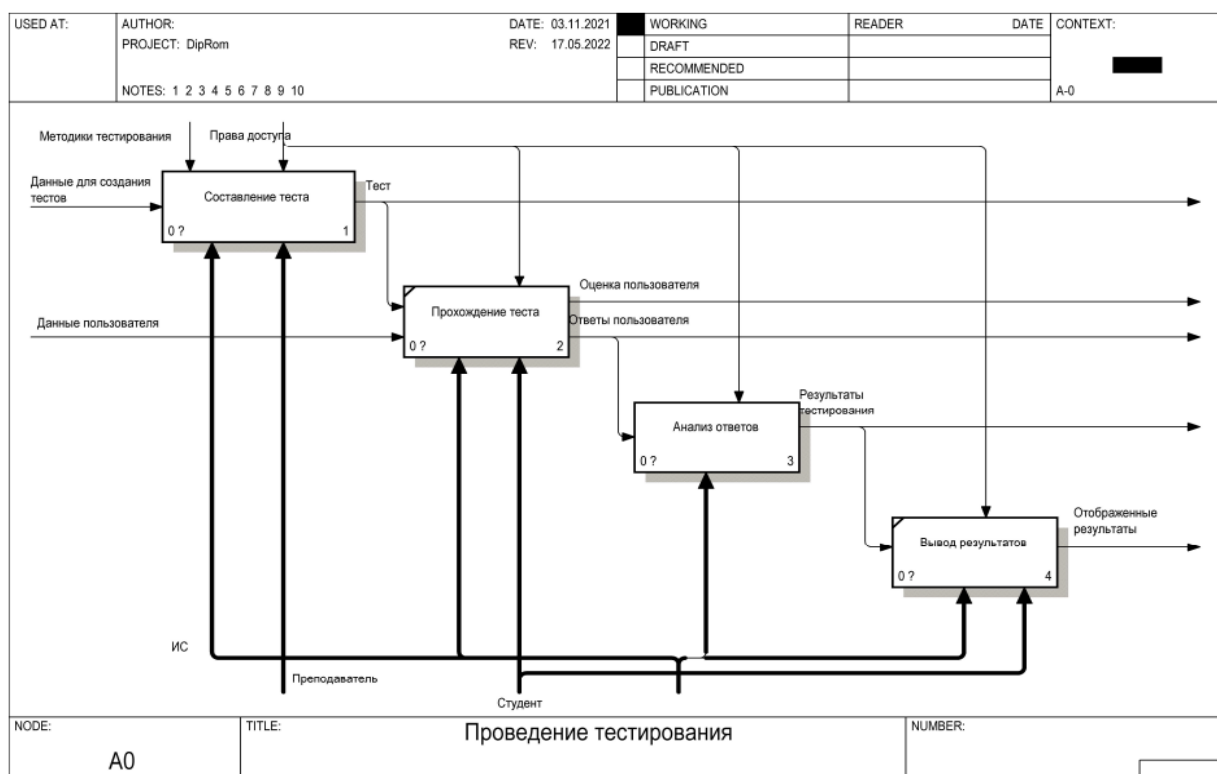 USED AT:
AUTHOR:
DATE: 03.11.2021
WORKING
READER
DATE
CONTEXT:
PROJECT: DipRom
REV: 17.05.2022
DRAFT
RECOMMENDED
NOTES: 1 2 3 4 5 6 7 8 9 10
PUBLICATION
A-0
Методики тестирования
Права доступа
Данные для создания
тестов
Составление теста
0 ?
1
Тест
Данные пользователя
Прохождение теста
0 ?
2
Оценка пользователя
Ответы пользователя
Анализ ответов
0 ?
3
Результаты
тестирования
Вывод результатов
0 ?
4
Отображенные
результаты
ИС
Преподаватель
Студент
NODE:
A0
TITLE:
Проведение тестирования
NUMBER: